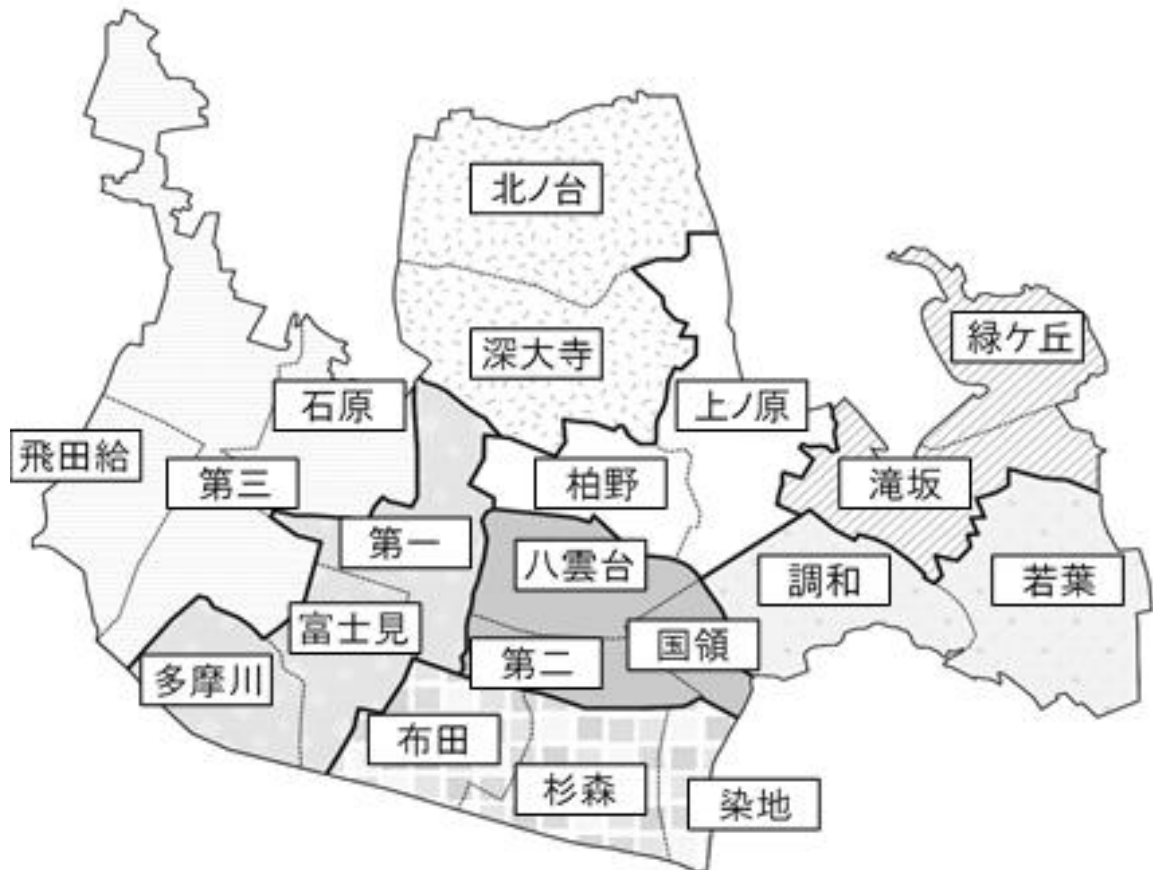 北ノ台
緑ケ丘
深大寺
上ノ原
石原
飛田給
第三
柏野
滝坂
第一
八雲台
調和
若葉
富士見
国領
第二
多摩川
布田
杉森
染地